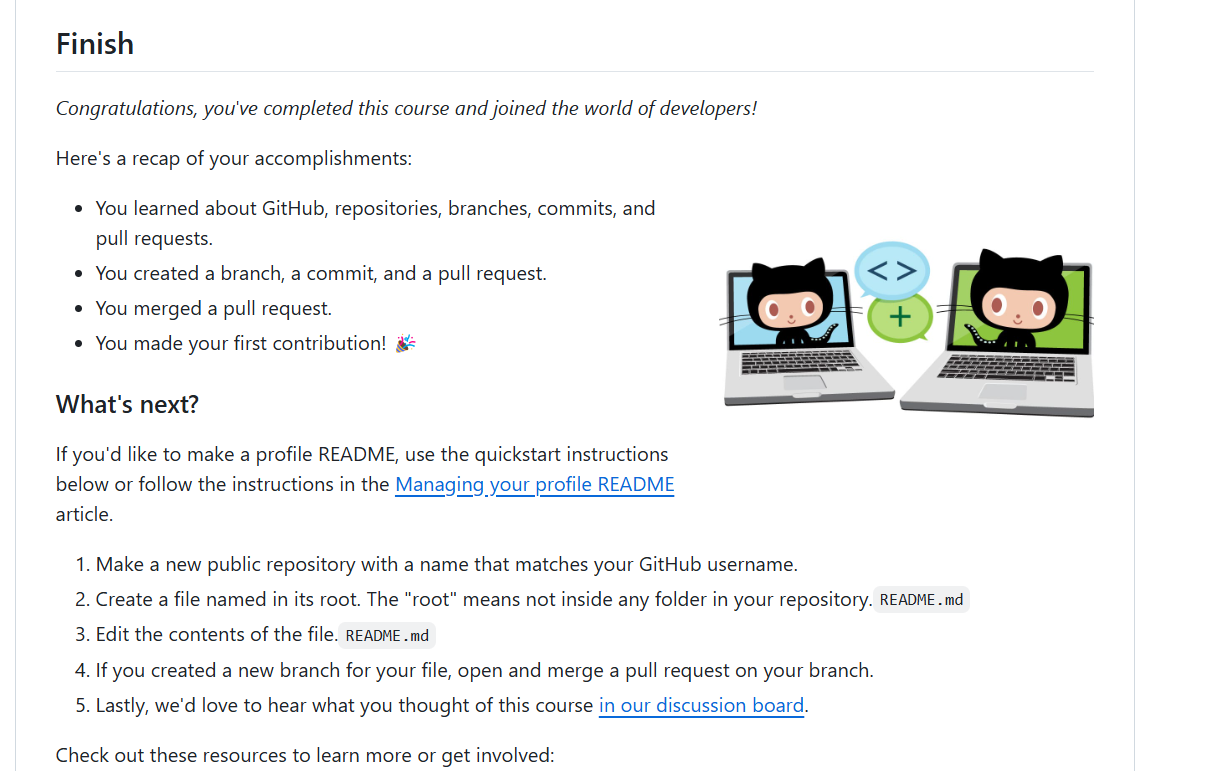 Finish
Congratulations, you've completed this course and joined the world of developers!
Here's a recap of your accomplishments:
You learned about GitHub, repositories, branches, commits, and
pull requests.
You created a branch, a commit, and a pull request.
You merged a pull request.
You made your first contribution! 🎉
<>
+
What's next?
If you'd like to make a profile README, use the quickstart instructions
below or follow the instructions in the Managing your profile README
article.
1. Make a new public repository with a name that matches your GitHub username.
2. Create a file named in its root. The "root" means not inside any folder in your repository. README.md
3. Edit the contents of the file. README.md
4. If you created a new branch for your file, open and merge a pull request on your branch.
5. Lastly, we'd love to hear what you thought of this course in our discussion board.
Check out these resources to learn more or get involved: